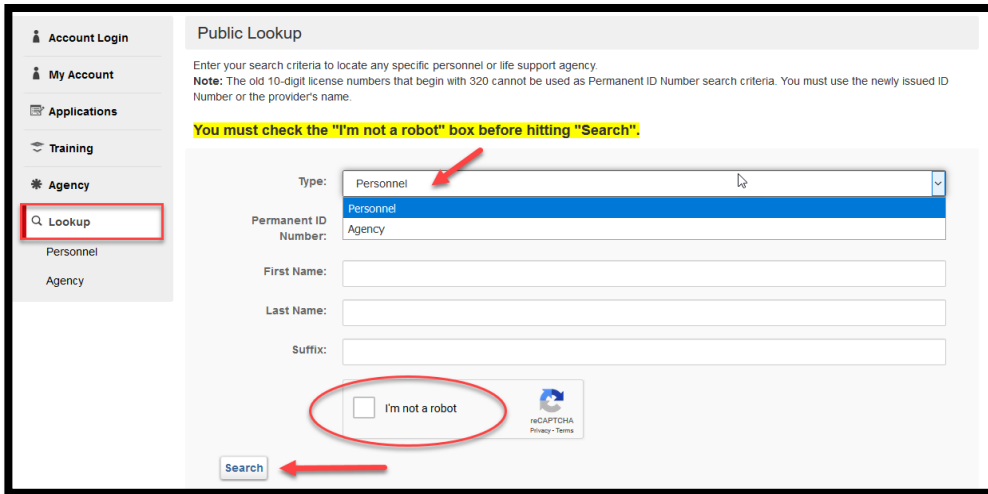 Account Login
My Account
Applications
Training
Agency
Lookup
Personnel
Agency
Public Lookup
Enter your search criteria to locate any specific personnel or life support agency.
Note: The old 10-digit license numbers that begin with 320 cannot be used as Permanent ID Number search criteria. You must use the newly issued ID
Number or the provider's name.
You must check the "I'm not a robot" box before hitting "Search".
Type:
Personnel
Personnel
Agency
Permanent ID
Number:
First Name:
Last Name:
Suffix:
I'm not a robot
reCAPTCHA
Privacy - Terms
Search